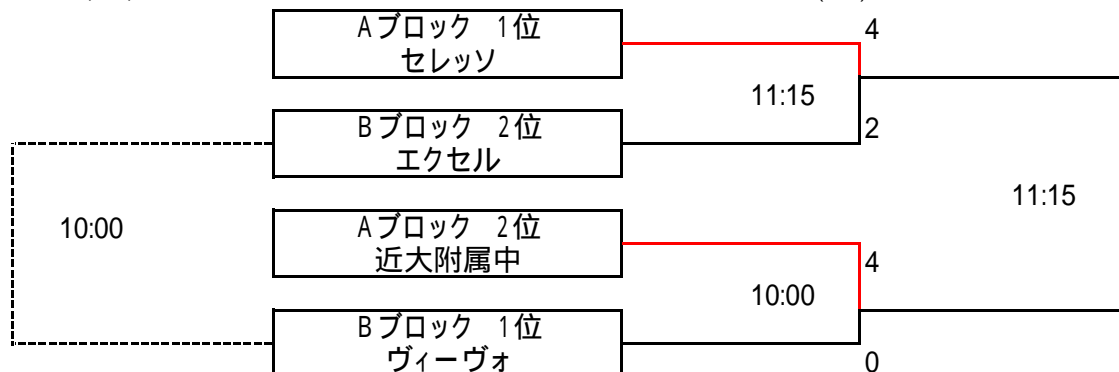 Aブロック 1位
セレッソ
4
11:15
Bブロック 2位
エクセル
2
11:15
10:00
Aブロック 2位
近大附属中
4
10:00
Bブロック 1位
ヴィーヴォ
0